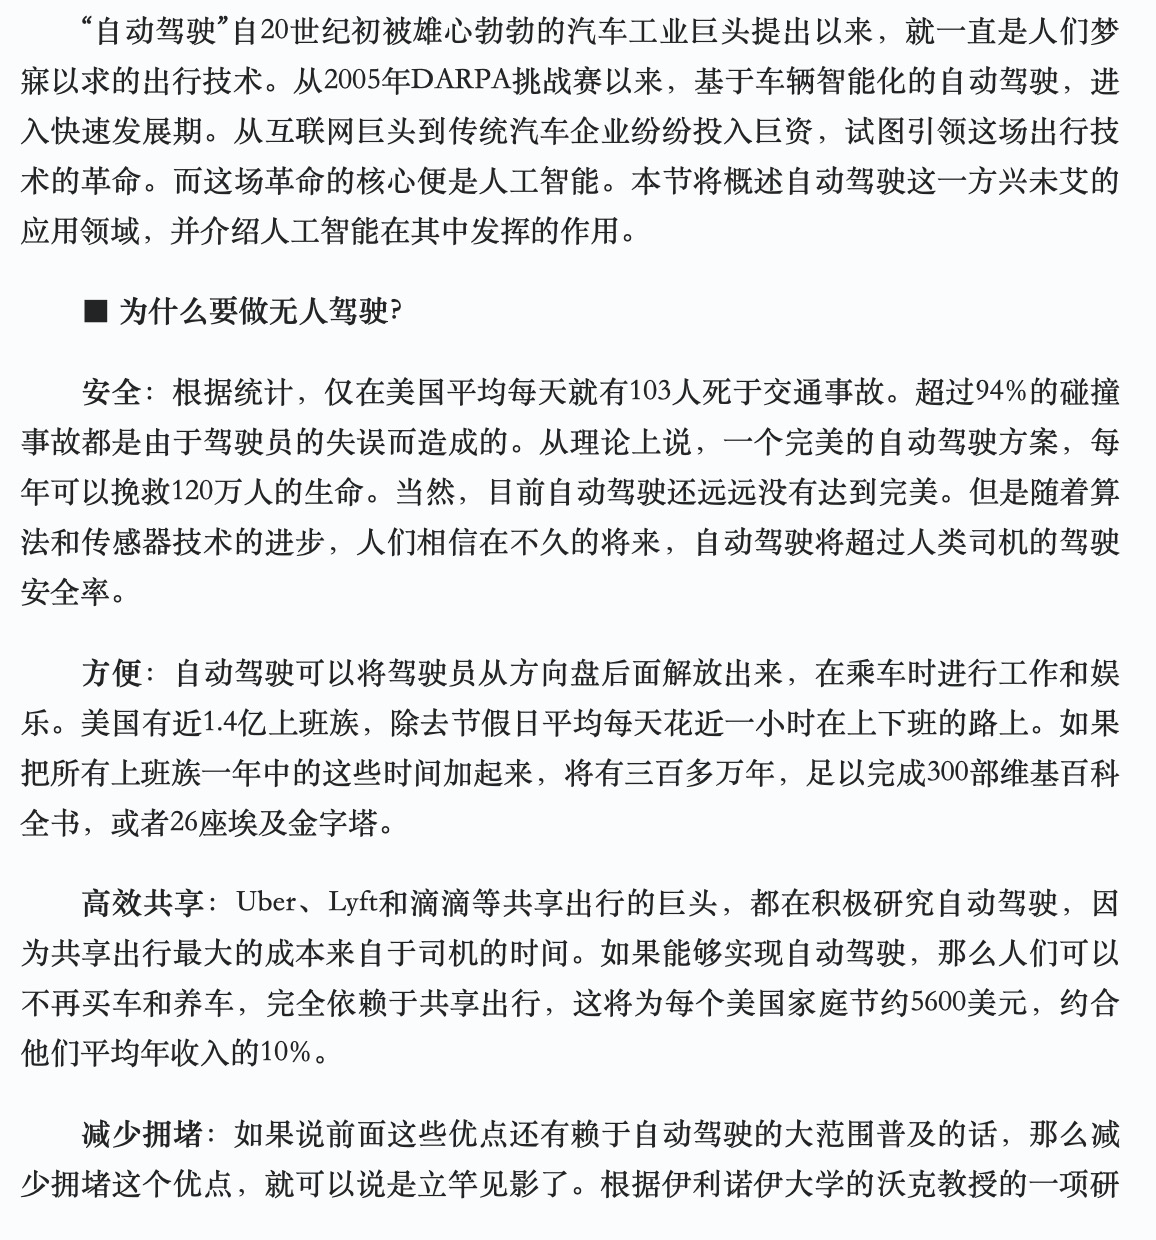 “自动驾驶”自20世纪初被雄心勃勃的汽车工业巨头提出以来，就一直是人们梦
寐以求的出行技术。从2005年DARPA挑战赛以来，基于车辆智能化的自动驾驶，进
入快速发展期。从互联网巨头到传统汽车企业纷纷投入巨资，试图引领这场出行技
术的革命。而这场革命的核心便是人工智能。本节将概述自动驾驶这一方兴未艾的
应用领域，并介绍人工智能在其中发挥的作用。
■ 为什么要做无人驾驶?
安全：根据统计，仅在美国平均每天就有103人死于交通事故。超过94%的碰撞
事故都是由于驾驶员的失误而造成的。从理论上说，一个完美的自动驾驶方案，每
年可以挽救120万人的生命。当然，目前自动驾驶还远远没有达到完美。但是随着算
法和传感器技术的进步，人们相信在不久的将来，自动驾驶将超过人类司机的驾驶
安全率。
方便：自动驾驶可以将驾驶员从方向盘后面解放出来，在乘车时进行工作和娱
乐。美国有近1.4亿上班族，除去节假日平均每天花近一小时在上下班的路上。如果
把所有上班族一年中的这些时间加起来，将有三百多万年，足以完成300部维基百科
全书，或者26座埃及金字塔。
高效共享：Uber、Lyft和滴滴等共享出行的巨头，都在积极研究自动驾驶，因
为共享出行最大的成本来自于司机的时间。如果能够实现自动驾驶，那么人们可以
不再买车和养车，完全依赖于共享出行，这将为每个美国家庭节约5600美元，约合
他们平均年收入的10%。
减少拥堵：如果说前面这些优点还有赖于自动驾驶的大范围普及的话，那么减
少拥堵这个优点，就可以说是立竿见影了。根据伊利诺伊大学的沃克教授的一项研